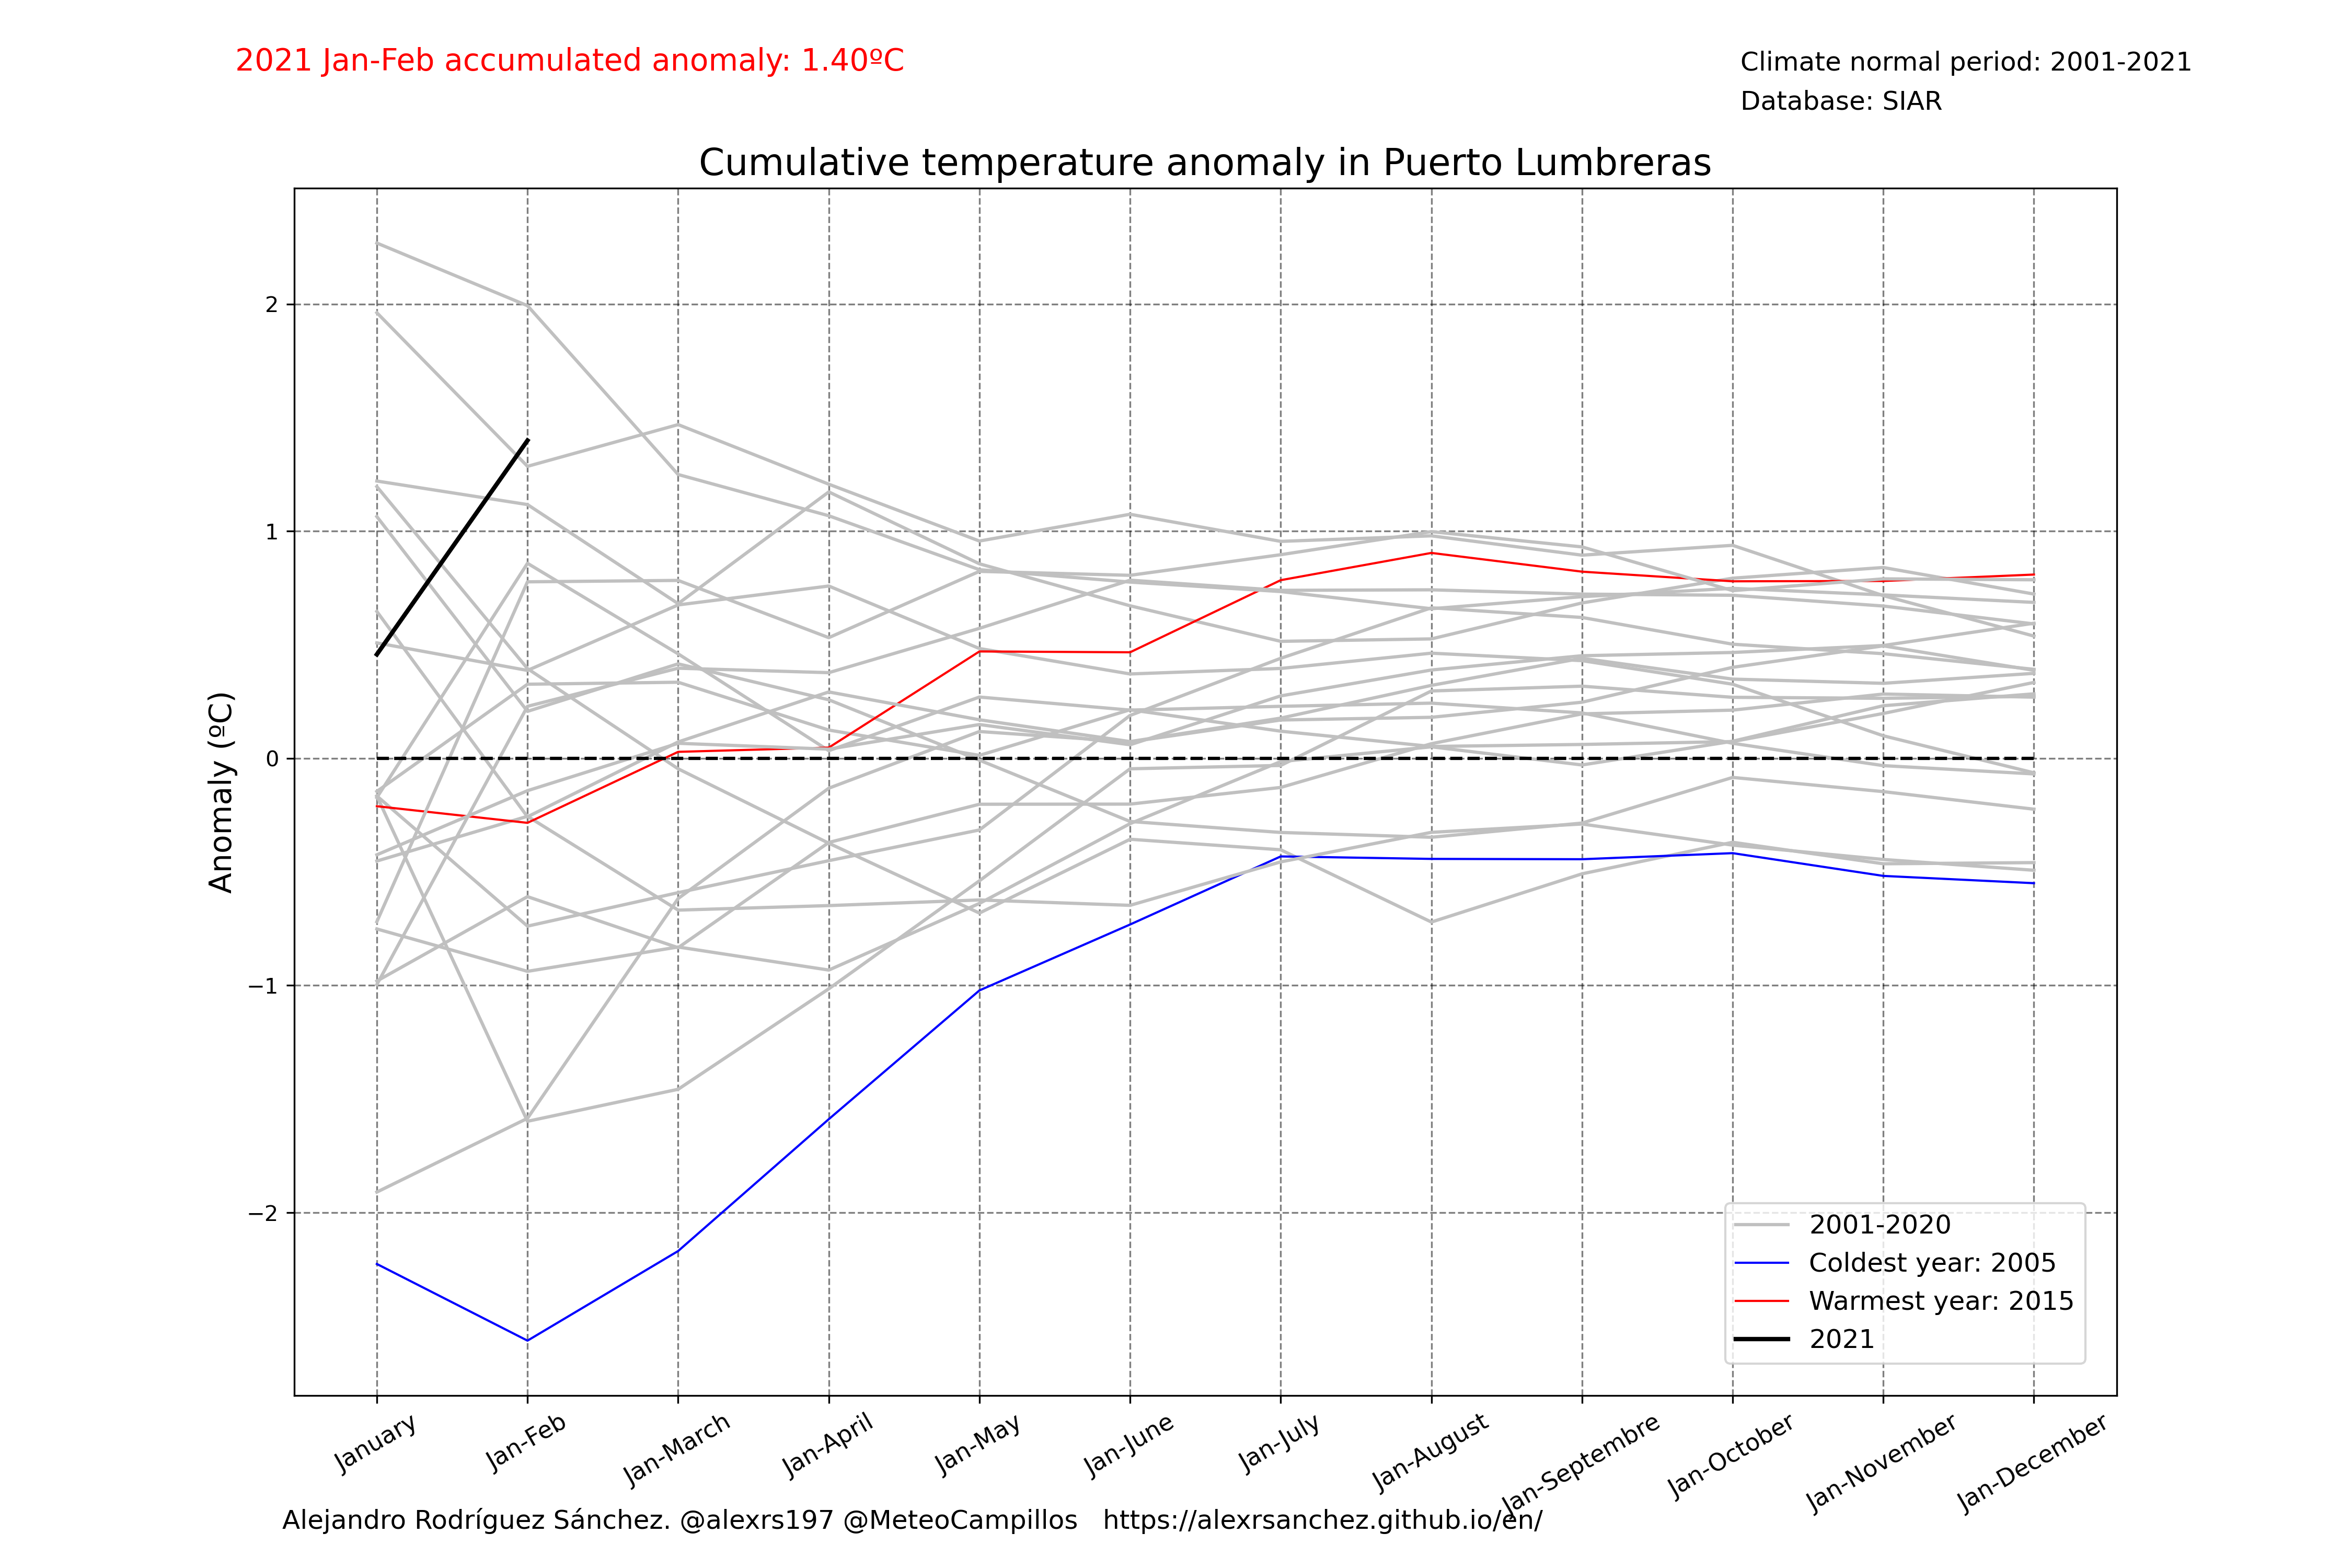 2021 Jan-Feb accumulated anomaly: 1.40ºC
Climate normal period: 2001-2021
Database: SIAR
Cumulative temperature anomaly in Puerto Lumbreras
Anomaly (ºC)
2
1
0
−1
−2
2001-2020
Coldest year: 2005
Warmest year: 2015
2021
January
Jan-Feb
Jan-March
Jan-April
Jan-May
Jan-June
Jan-July
Jan-August
Jan-Septembre
Jan-October
Jan-November
Jan-December
Alejandro Rodríguez Sánchez. @alexrs197 @MeteoCampillos https://alexrsanchez.github.io/en/